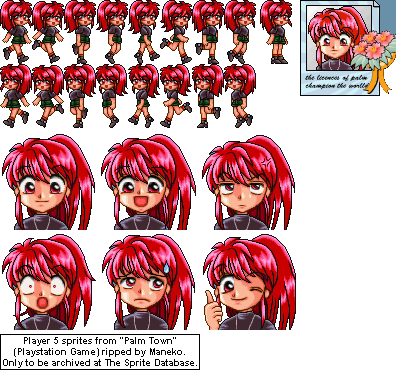 the licences of palm
champion the world
Player 5 sprites from "Palm Town"
(Playstation Game) ripped by Maneko.
Only to be archived at The Sprite Database.